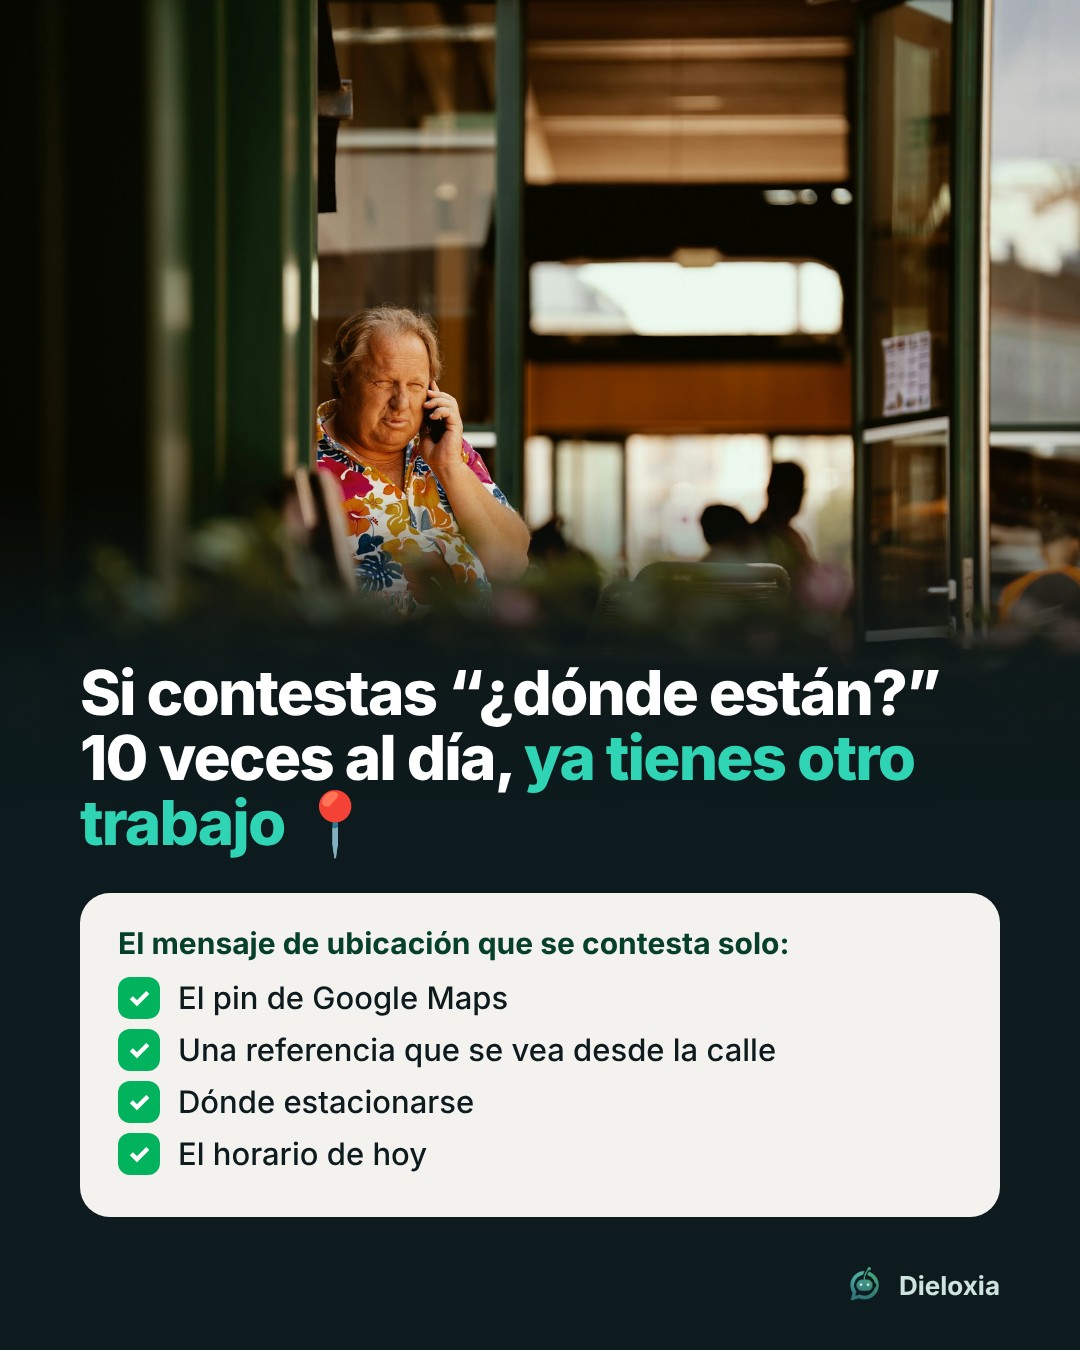 Si contestas “¿dónde están?”
10 veces al día, ya tienes otro
trabajo 📍
El mensaje de ubicación que se contesta solo:
El pin de Google Maps
Una referencia que se vea desde la calle
Dónde estacionarse
El horario de hoy
Dieloxia